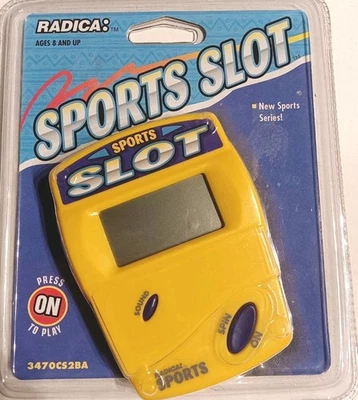 RADICA:™
AGES 8 AND UP
SPORTS SLOT
New Sports
Series!
SPORTS
SLOT
SOUND
SPIN
ON
RADICA:
SPORTS
PRESS
ON
TO PLAY
3470CS2BA